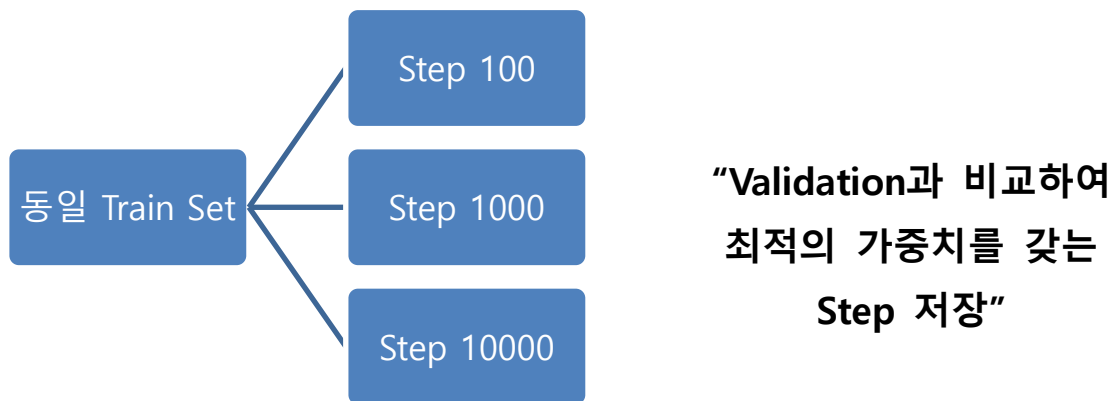 Step 100
동일 Train Set
Step 1000
Step 10000
“Validation과 비교하여
최적의 가중치를 갖는
Step 저장”